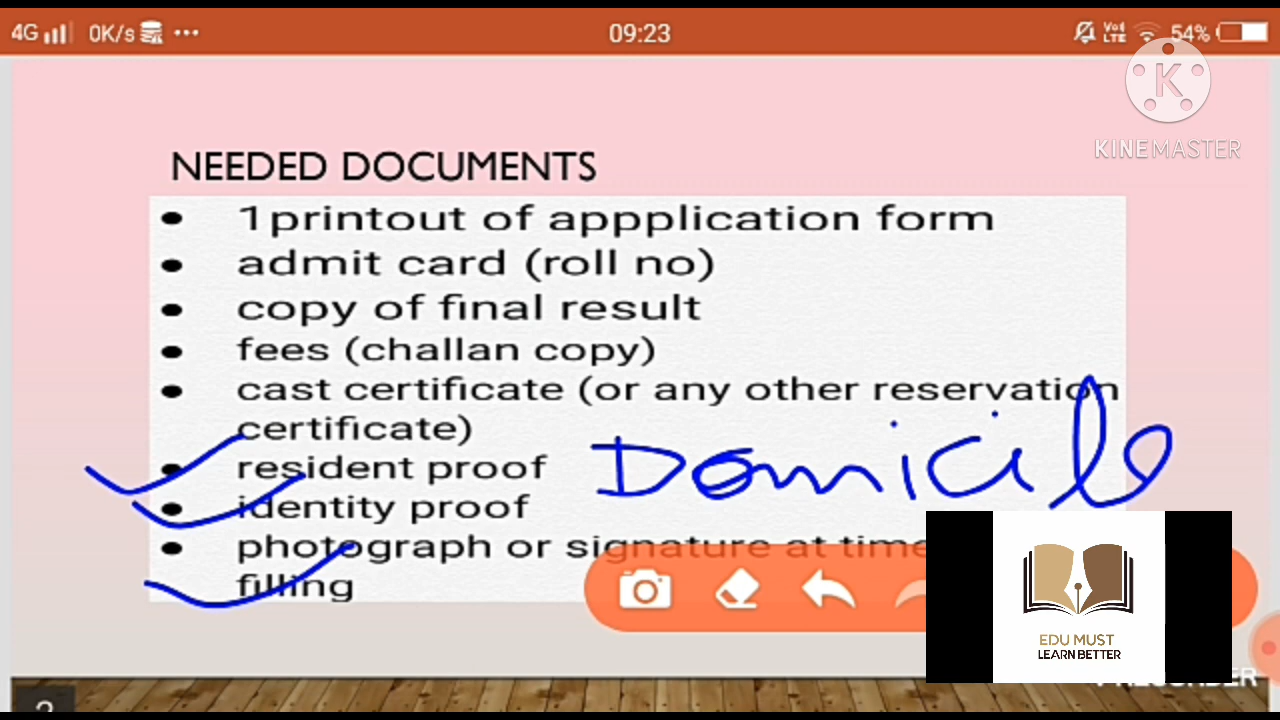 4G 0K/s ... 09:23 VoI LTE 54%
K
KINEMASTER
NEEDED DOCUMENTS
• 1printout of appplication form
• admit card (roll no)
• copy of final result
• fees (challan copy)
• cast certificate (or any other reservation
certificate)
• resident proof Domicile
• identity proof
• photograph or signature at time
filling
EDU MUST
LEARN BETTER